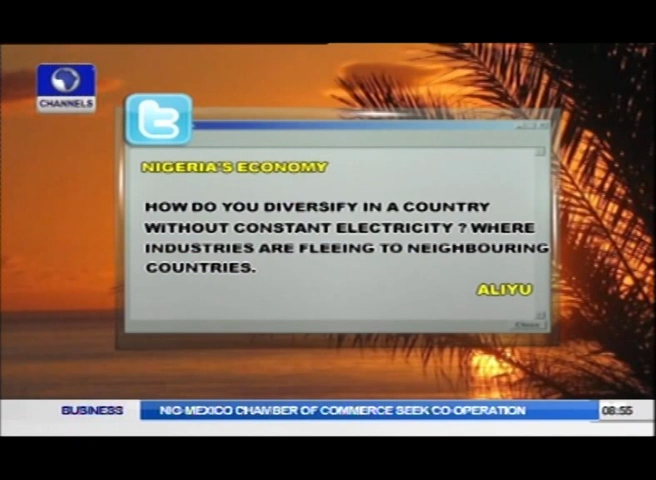 CHANNELS
NIGERIA'S ECONOMY
HOW DO YOU DIVERSIFY IN A COUNTRY
WITHOUT CONSTANT ELECTRICITY ? WHERE
INDUSTRIES ARE FLEEING TO NEIGHBOURING
COUNTRIES.
ALIYU
Close
BUSINESS NIG-MEXICO CHAMBER OF COMMERCE SEEK CO-OPERATION 08:55